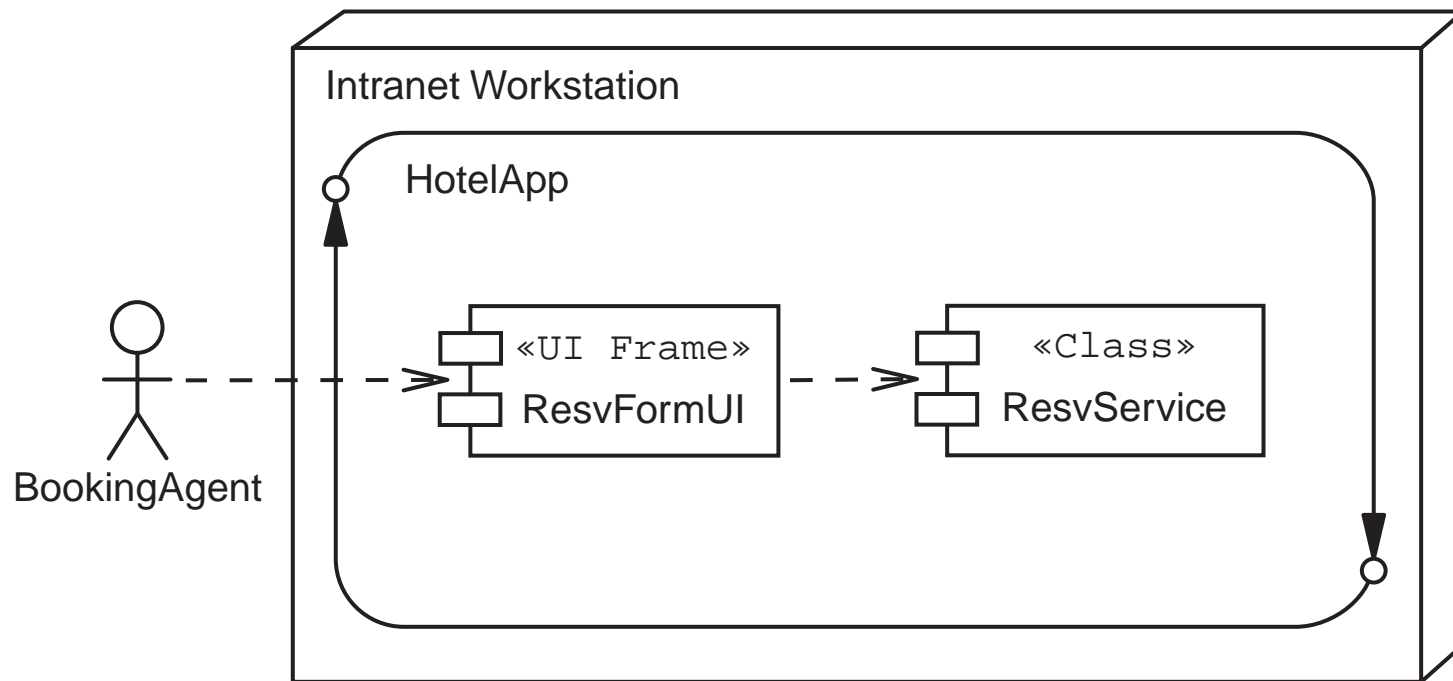 Intranet Workstation
HotelApp
«UI Frame»
ResvFormUI
«Class»
ResvService
BookingAgent